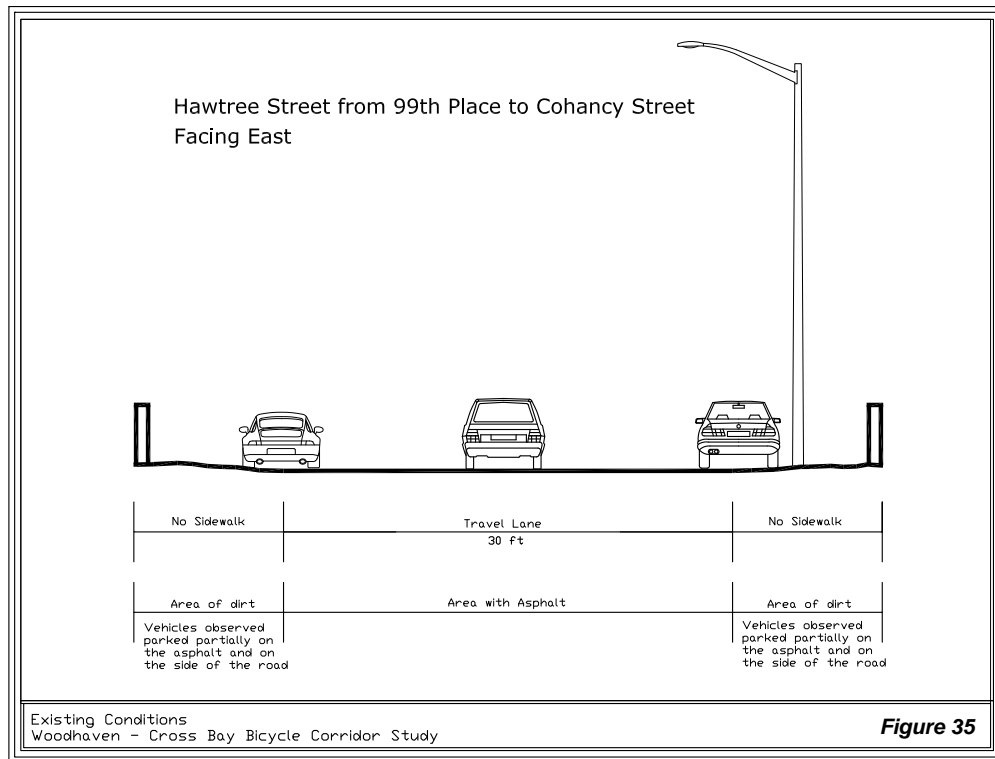 Hawtree Street from 99th Place to Cohancy Street
Facing East
No Sidewalk
Travel Lane
30 ft
No Sidewalk
Area of dirt
Area with Asphalt
Area of dirt
Vehicles observed
parked partially on
the asphalt and on
the side of the road
Vehicles observed
parked partially on
the asphalt and on
the side of the road
Existing Conditions
Woodhaven - Cross Bay Bicycle Corridor Study
Figure 35